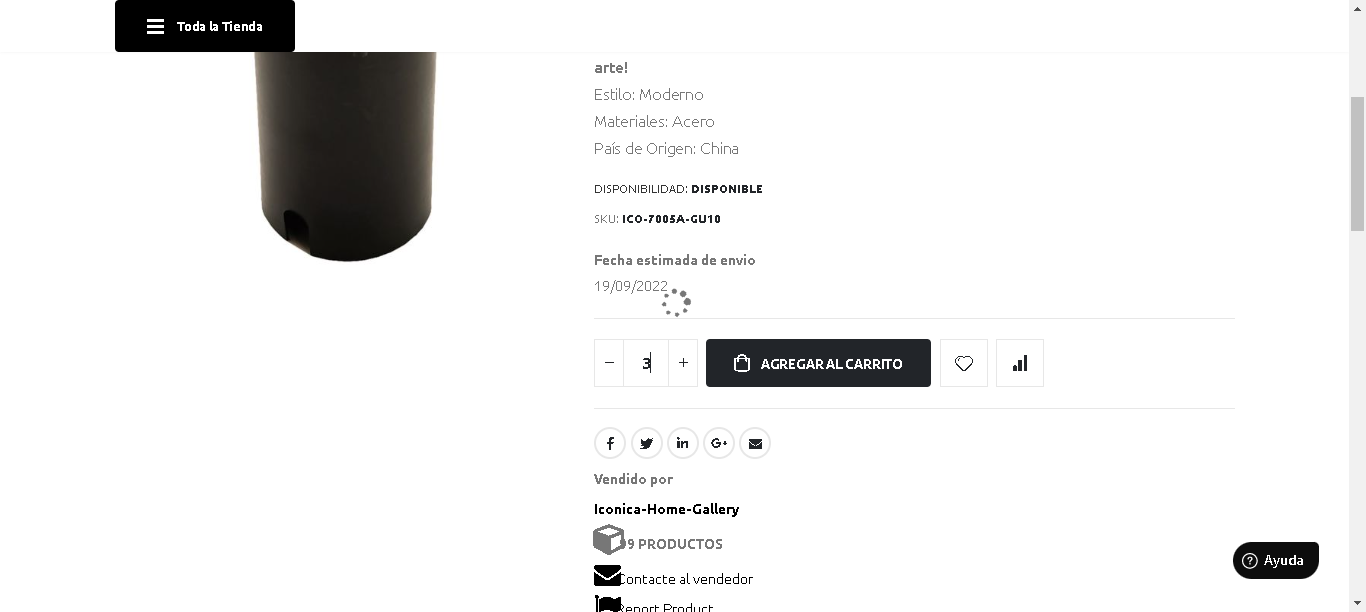 Toda la Tienda
arte!
Estilo: Moderno
Materiales: Acero
País de Origen: China
DISPONIBILIDAD: DISPONIBLE
SKU: ICO-7005A-GU10
Fecha estimada de envio
19/09/2022
− 3 + AGREGAR AL CARRITO
Vendido por
Iconica-Home-Gallery
99 PRODUCTOS
Contacte al vendedor
Report Product
Ayuda